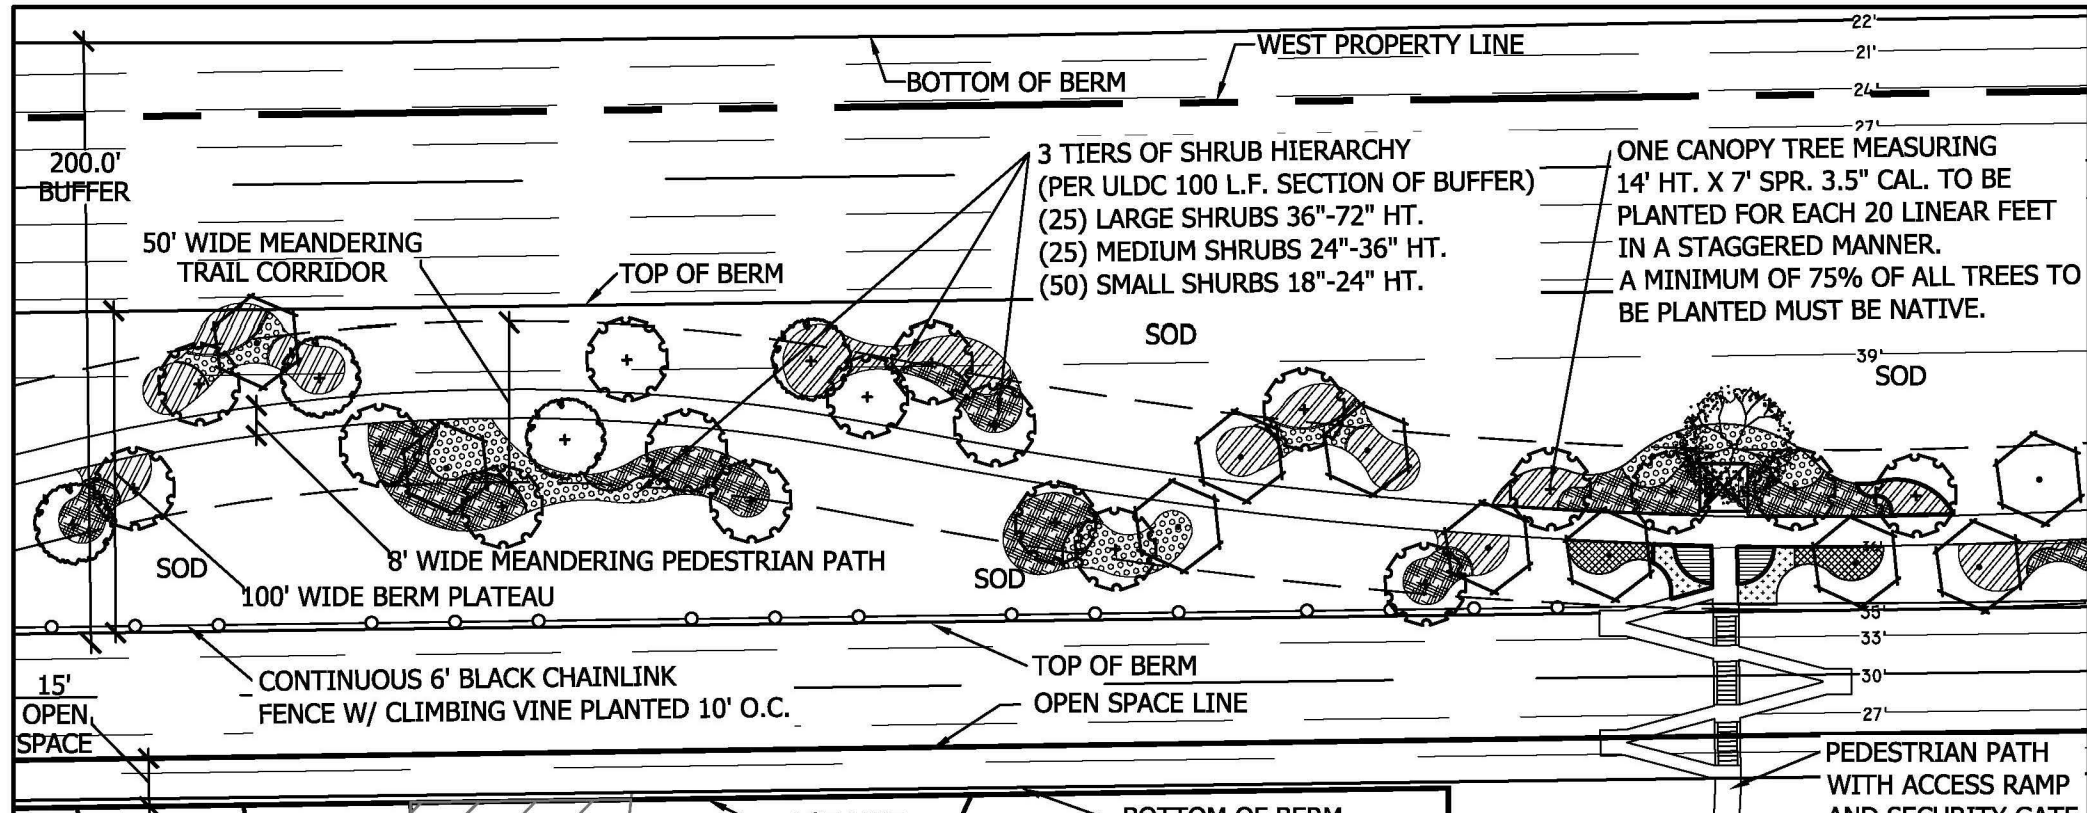 22'
WEST PROPERTY LINE
21'
BOTTOM OF BERM
24'
27'
200.0'
BUFFER
3 TIERS OF SHRUB HIERARCHY
(PER ULDC 100 L.F. SECTION OF BUFFER)
(25) LARGE SHRUBS 36"-72" HT.
(25) MEDIUM SHRUBS 24"-36" HT.
(50) SMALL SHURBS 18"-24" HT.
ONE CANOPY TREE MEASURING
14' HT. X 7' SPR. 3.5" CAL. TO BE
PLANTED FOR EACH 20 LINEAR FEET
IN A STAGGERED MANNER.
A MINIMUM OF 75% OF ALL TREES TO
BE PLANTED MUST BE NATIVE.
50' WIDE MEANDERING
TRAIL CORRIDOR
TOP OF BERM
SOD
39'
SOD
8' WIDE MEANDERING PEDESTRIAN PATH
SOD
SOD
100' WIDE BERM PLATEAU
35'
33'
TOP OF BERM
30'
CONTINUOUS 6' BLACK CHAINLINK
FENCE W/ CLIMBING VINE PLANTED 10' O.C.
15'
OPEN
SPACE
OPEN SPACE LINE
27'
PEDESTRIAN PATH
WITH ACCESS RAMP
AND SECURITY GATE
BOTTOM OF BERM